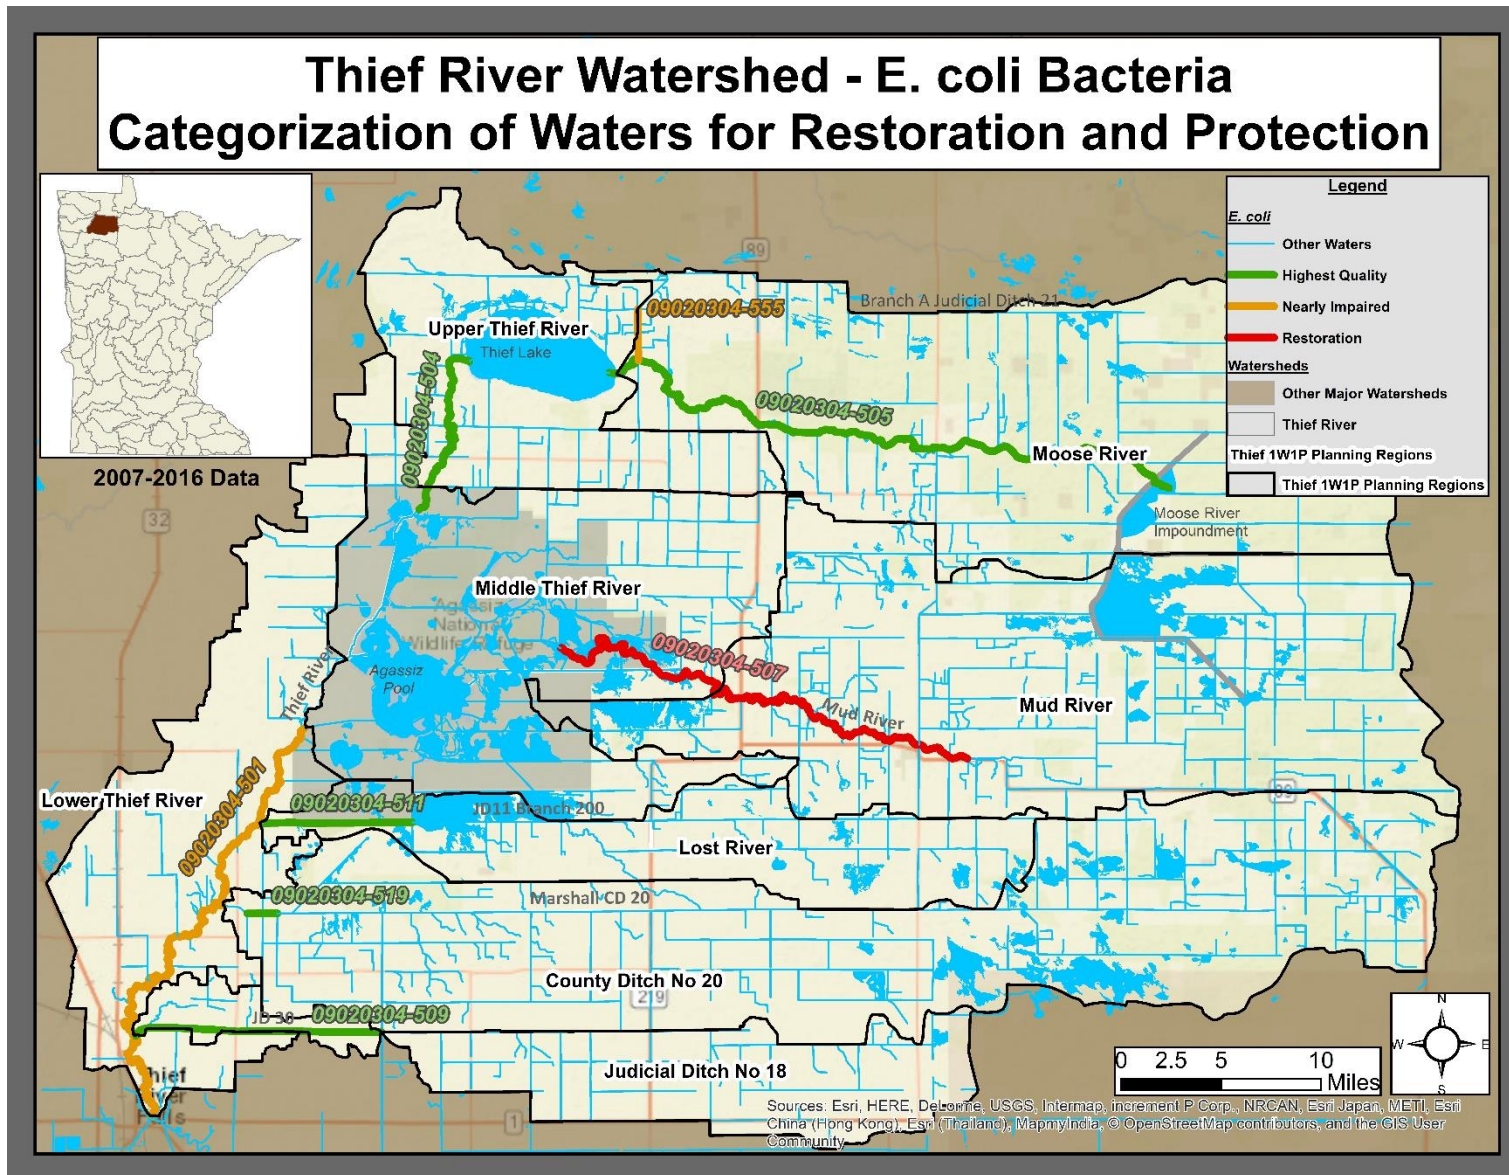 Thief River Watershed - E. coli Bacteria
Categorization of Waters for Restoration and Protection
2007-2016 Data
Legend
E. coli
Other Waters
Highest Quality
Nearly Impaired
Restoration
Watersheds
Other Major Watersheds
Thief River
Thief 1W1P Planning Regions
Thief 1W1P Planning Regions
89
Branch A Judicial Ditch 21
09020304-555
Upper Thief River
Thief Lake
09020304-504
09020304-505
Moose River
Moose River
Impoundment
32
Middle Thief River
Agassiz
National
Wildlife Refuge
09020304-507
Agassiz
Pool
Thief River
Mud River
Mud River
09020304-501
Lower Thief River
09020304-511
JD11 Branch 200
89
Lost River
09020304-519
Marshall CD 20
County Ditch No 20
219
JD 30
09020304-509
Judicial Ditch No 18
Thief
River
Falls
1
N
W
E
S
0 2.5 5 10
Miles
Sources: Esri, HERE, DeLorme, USGS, Intermap, increment P Corp., NRCAN, Esri Japan, METI, Esri
China (Hong Kong), Esri (Thailand), MapmyIndia, © OpenStreetMap contributors, and the GIS User
Community